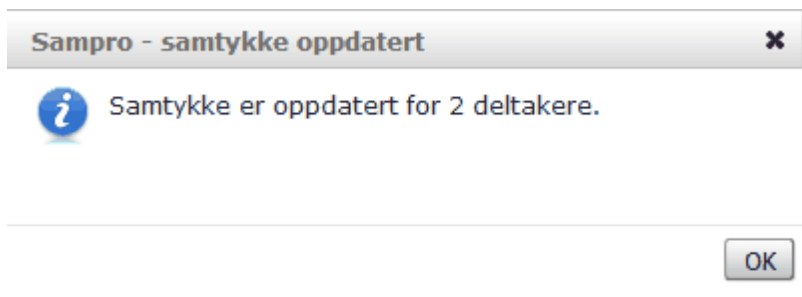 Sampro - samtykke oppdatert
Samtykke er oppdatert for 2 deltakere.
OK